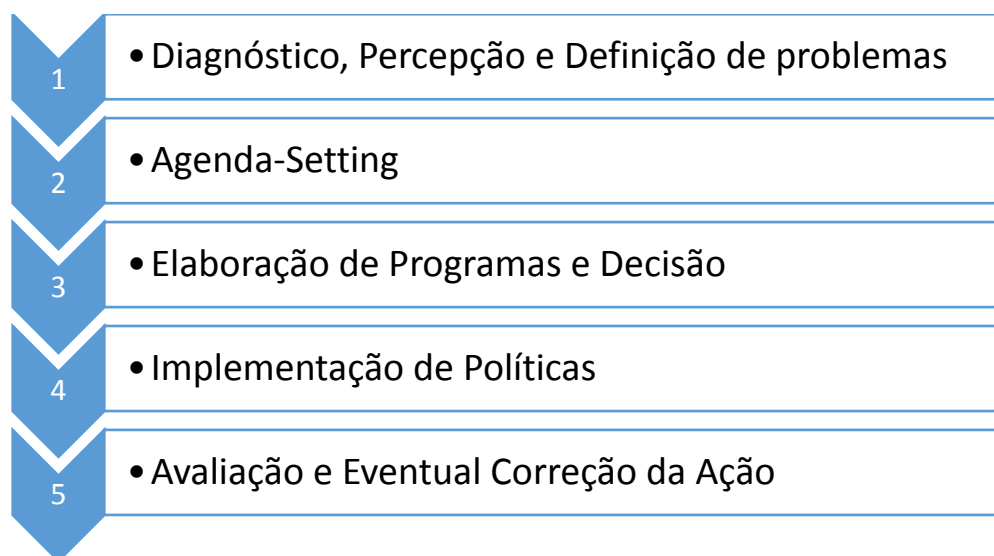 1
• Diagnóstico, Percepção e Definição de problemas
2
• Agenda-Setting
3
• Elaboração de Programas e Decisão
4
• Implementação de Políticas
5
• Avaliação e Eventual Correção da Ação